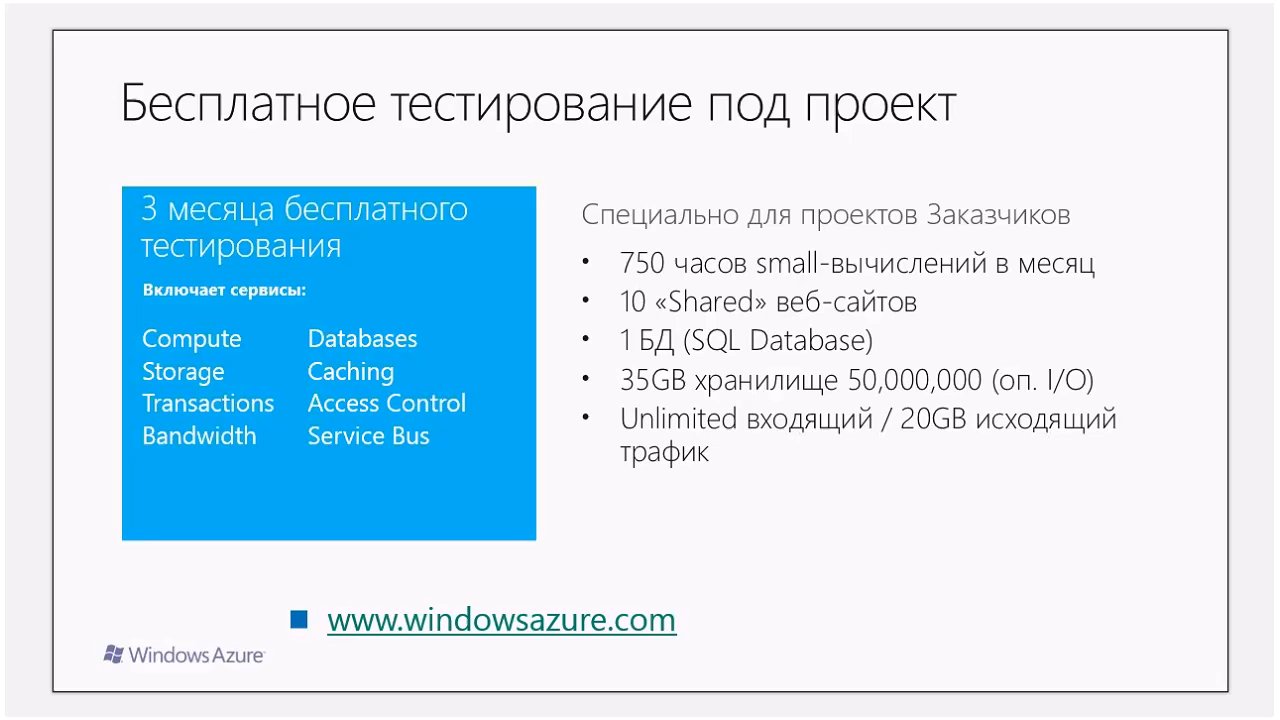 Бесплатное тестирование под проект
3 месяца бесплатного
тестирования
Включает сервисы:
Compute
Storage
Transactions
Bandwidth
Databases
Caching
Access Control
Service Bus
Специально для проектов Заказчиков
• 750 часов small-вычислений в месяц
• 10 «Shared» веб-сайтов
• 1 БД (SQL Database)
• 35GB хранилище 50,000,000 (оп. I/O)
• Unlimited входящий / 20GB исходящий
трафик
www.windowsazure.com
Windows Azure